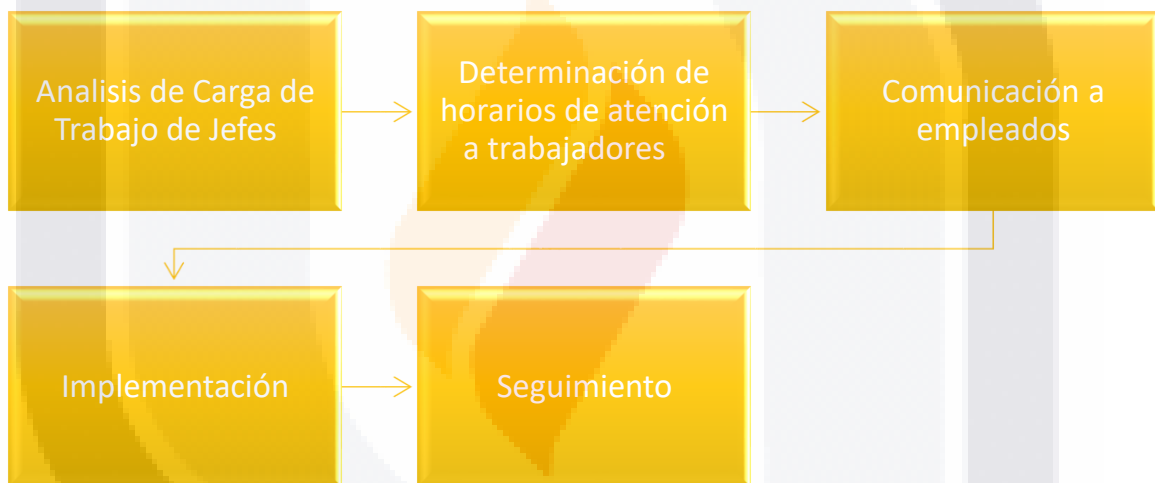 Analisis de Carga de
Trabajo de Jefes
Determinación de
horarios de atención
a trabajadores
Comunicación a
empleados
Implementación
Seguimiento